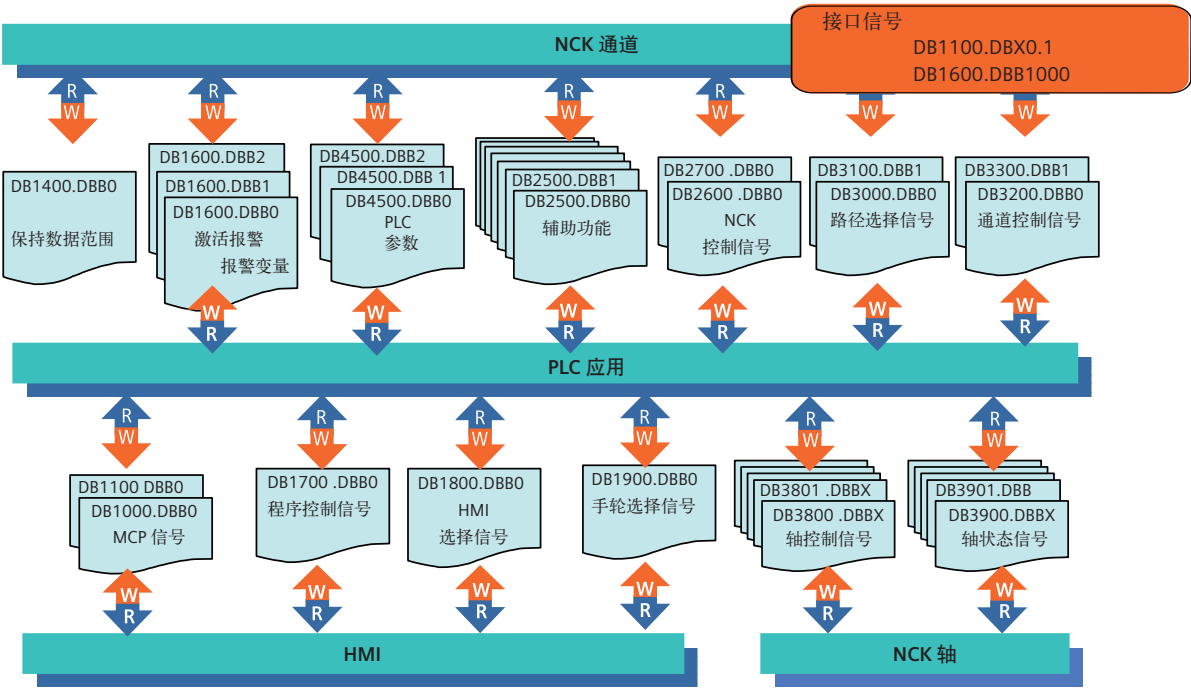 NCK 通道
接口信号
DB1100.DBX0.1
DB1600.DBB1000
R
W
R
W
R
W
R
W
R
W
R
W
R
W
DB1400.DBB0
保持数据范围
DB1600.DBB2
DB1600.DBB1
DB1600.DBB0
激活报警
报警变量
DB4500.DBB2
DB4500.DBB 1
DB4500.DBB0
PLC
参数
DB2500.DBB1
DB2500.DBB0
辅助功能
DB2700 .DBB0
DB2600 .DBB0
NCK
控制信号
DB3100.DBB1
DB3000.DBB0
路径选择信号
DB3300.DBB1
DB3200.DBB0
通道控制信号
W
R
W
R
W
R
W
R
W
R
W
R
PLC 应用
R
W
R
W
R
W
R
W
R
W
R
W
DB1100 DBB0
DB1000.DBB0
MCP 信号
DB1700 .DBB0
程序控制信号
DB1800.DBB0
HMI
选择信号
DB1900.DBB0
手轮选择信号
DB3801 .DBBX
DB3800 .DBBX
轴控制信号
DB3901.DBB
DB3900.DBBX
轴状态信号
W
R
W
R
W
R
W
R
W
R
W
R
HMI
NCK 轴